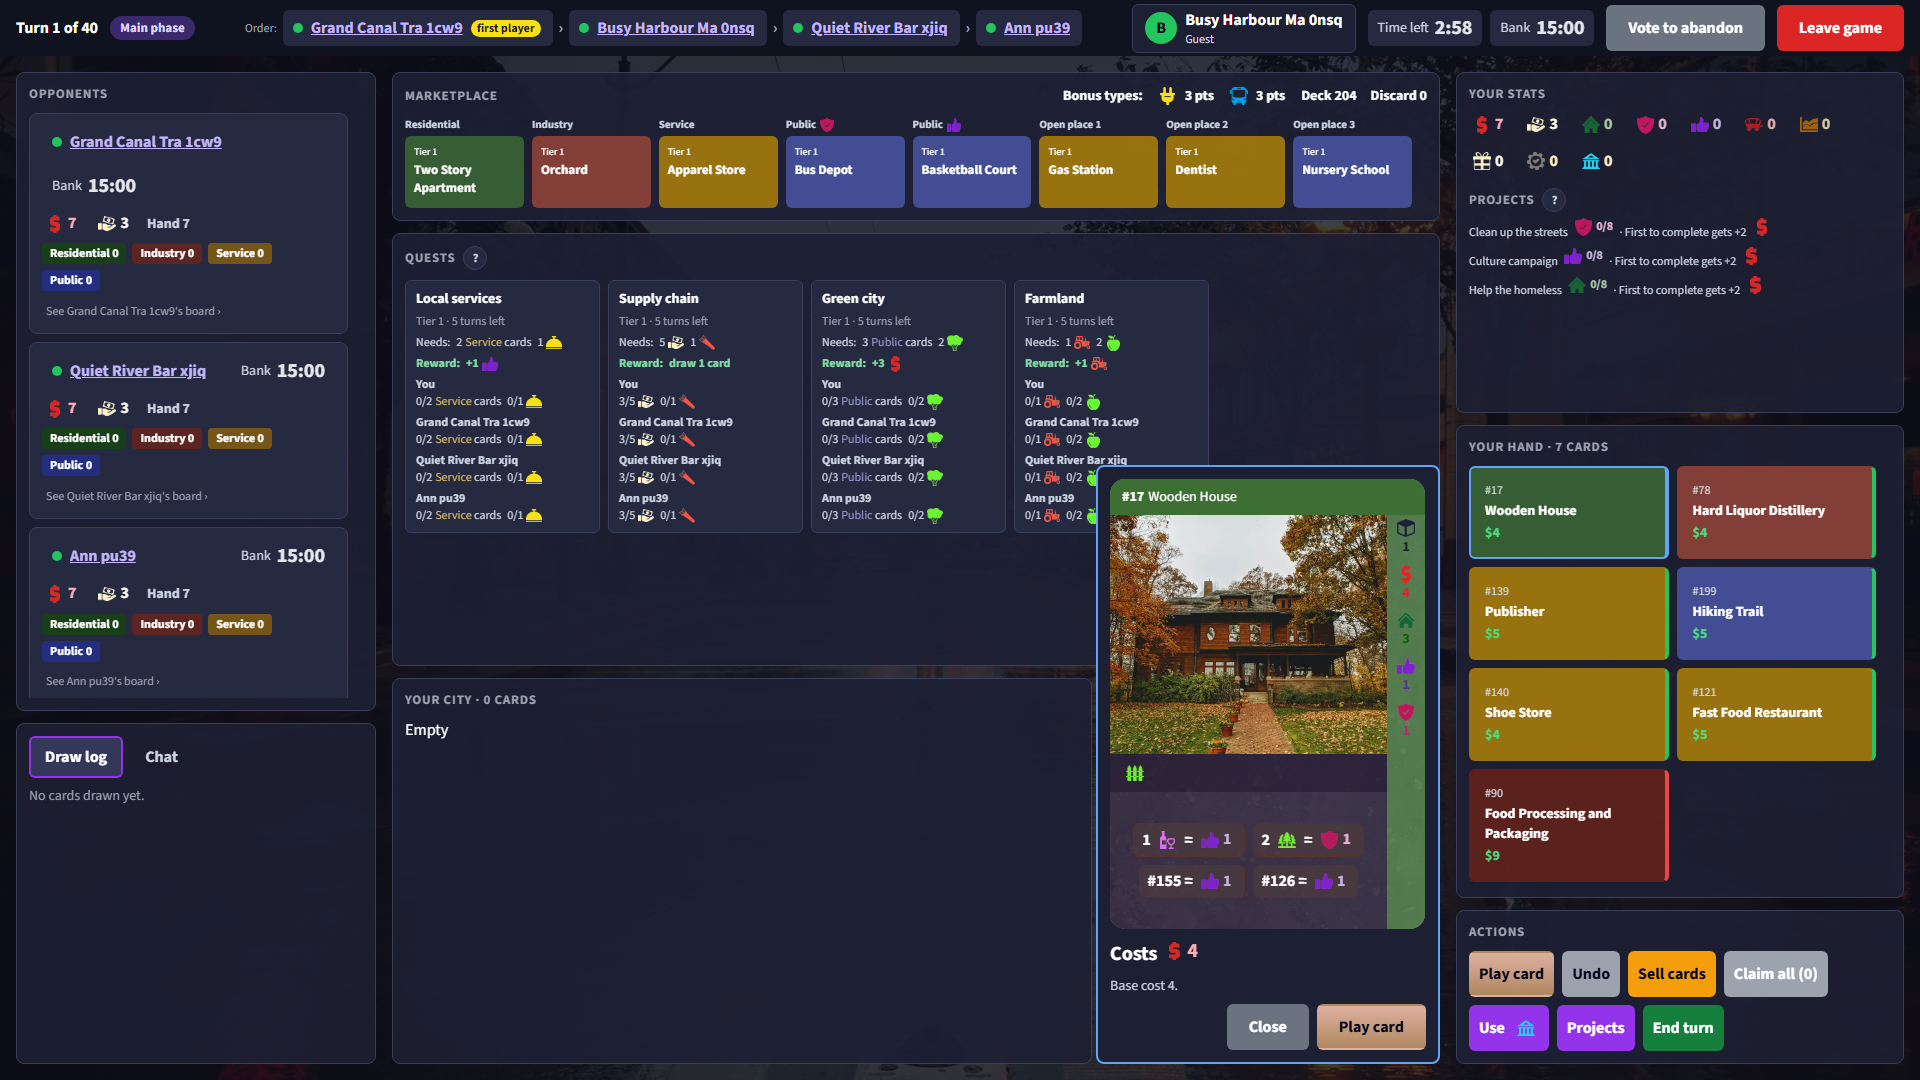 Turn 1 of 40
Main phase
Order:
Grand Canal Tra 1cw9 first player › Busy Harbour Ma 0nsq › Quiet River Bar xjiq › Ann pu39
B
Busy Harbour Ma 0nsq
Guest
Time left 2:58
Bank 15:00
Vote to abandon
Leave game
OPPONENTS
Grand Canal Tra 1cw9
Bank 15:00
7 3 Hand 7
Residential 0 Industry 0 Service 0
Public 0
See Grand Canal Tra 1cw9's board ›
Quiet River Bar xjiq Bank 15:00
7 3 Hand 7
Residential 0 Industry 0 Service 0
Public 0
See Quiet River Bar xjiq's board ›
Ann pu39 Bank 15:00
7 3 Hand 7
Residential 0 Industry 0 Service 0
Public 0
See Ann pu39's board ›
Draw log Chat
No cards drawn yet.
MARKETPLACE
Bonus types: 3 pts 3 pts Deck 204 Discard 0
Residential Industry Service Public Public Open place 1 Open place 2 Open place 3
Tier 1
Two Story
Apartment
Tier 1
Orchard
Tier 1
Apparel Store
Tier 1
Bus Depot
Tier 1
Basketball Court
Tier 1
Gas Station
Tier 1
Dentist
Tier 1
Nursery School
QUESTS ?
Local services
Tier 1 · 5 turns left
Needs: 2 Service cards 1
Reward: +1
You
0/2 Service cards 0/1
Grand Canal Tra 1cw9
0/2 Service cards 0/1
Quiet River Bar xjiq
0/2 Service cards 0/1
Ann pu39
0/2 Service cards 0/1
Supply chain
Tier 1 · 5 turns left
Needs: 5 1
Reward: draw 1 card
You
3/5 0/1
Grand Canal Tra 1cw9
3/5 0/1
Quiet River Bar xjiq
3/5 0/1
Ann pu39
3/5 0/1
Green city
Tier 1 · 5 turns left
Needs: 3 Public cards 2
Reward: +3
You
0/3 Public cards 0/2
Grand Canal Tra 1cw9
0/3 Public cards 0/2
Quiet River Bar xjiq
0/3 Public cards 0/2
Ann pu39
0/3 Public cards 0/2
Farmland
Tier 1 · 5 turns left
Needs: 1 2
Reward: +1
You
0/1 0/2
Grand Canal Tra 1cw9
0/1 0/2
Quiet River Bar xjiq
0/1 0/2
Ann pu39
0/1 0/2
YOUR CITY · 0 CARDS
Empty
#17 Wooden House
1
4
3
1
1
1 = 1 2 = 1
#155 = 1 #126 = 1
Costs 4
Base cost 4.
Close Play card
YOUR STATS
7 3 0 0 0 0 0
0 0 0
PROJECTS ?
Clean up the streets 0/8 · First to complete gets +2
Culture campaign 0/8 · First to complete gets +2
Help the homeless 0/8 · First to complete gets +2
YOUR HAND · 7 CARDS
#17
Wooden House
$4
#78
Hard Liquor Distillery
$4
#139
Publisher
$5
#199
Hiking Trail
$5
#140
Shoe Store
$4
#121
Fast Food Restaurant
$5
#90
Food Processing and
Packaging
$9
ACTIONS
Play card Undo Sell cards Claim all (0)
Use Projects End turn